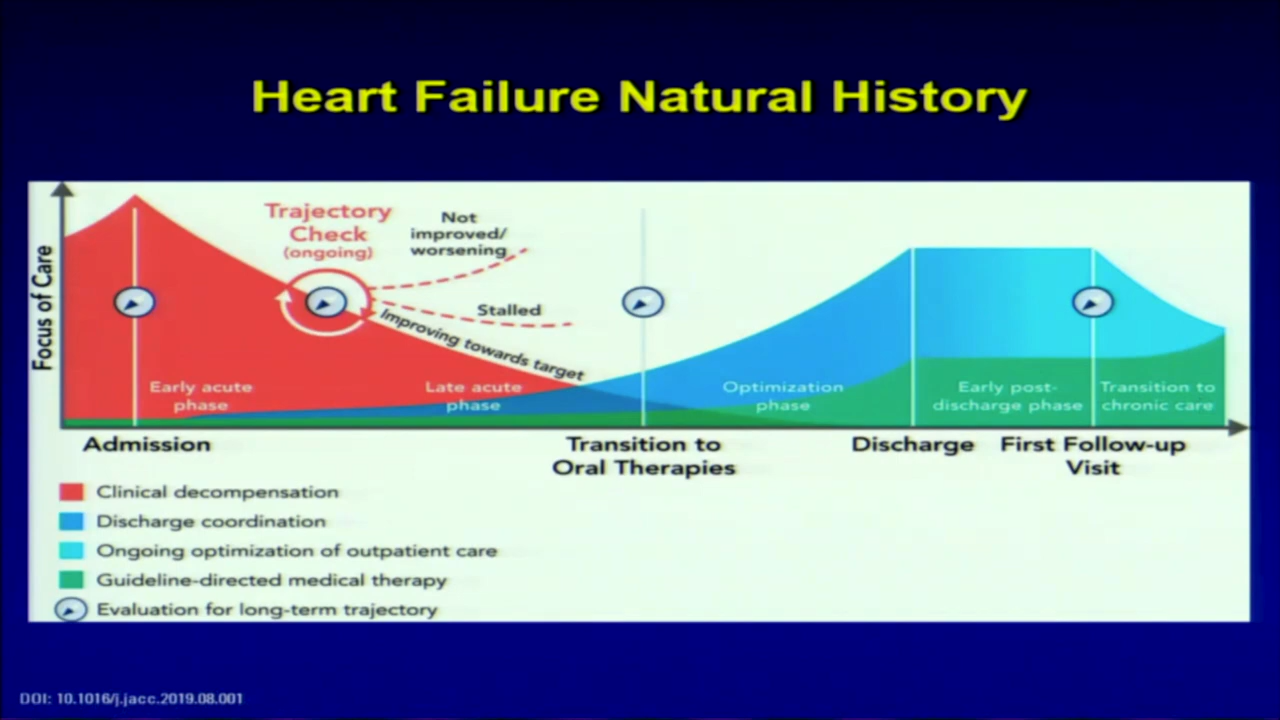 Heart Failure Natural History
Focus of Care
Trajectory
Check
(ongoing)
Not
improved/
worsening
Stalled
Improving towards target
Early acute
phase
Late acute
phase
Optimization
phase
Early post-
discharge phase
Transition to
chronic care
Admission
Transition to
Oral Therapies
Discharge
First Follow-up
Visit
Clinical decompensation
Discharge coordination
Ongoing optimization of outpatient care
Guideline-directed medical therapy
Evaluation for long-term trajectory
DOI: 10.1016/j.jacc.2019.08.001